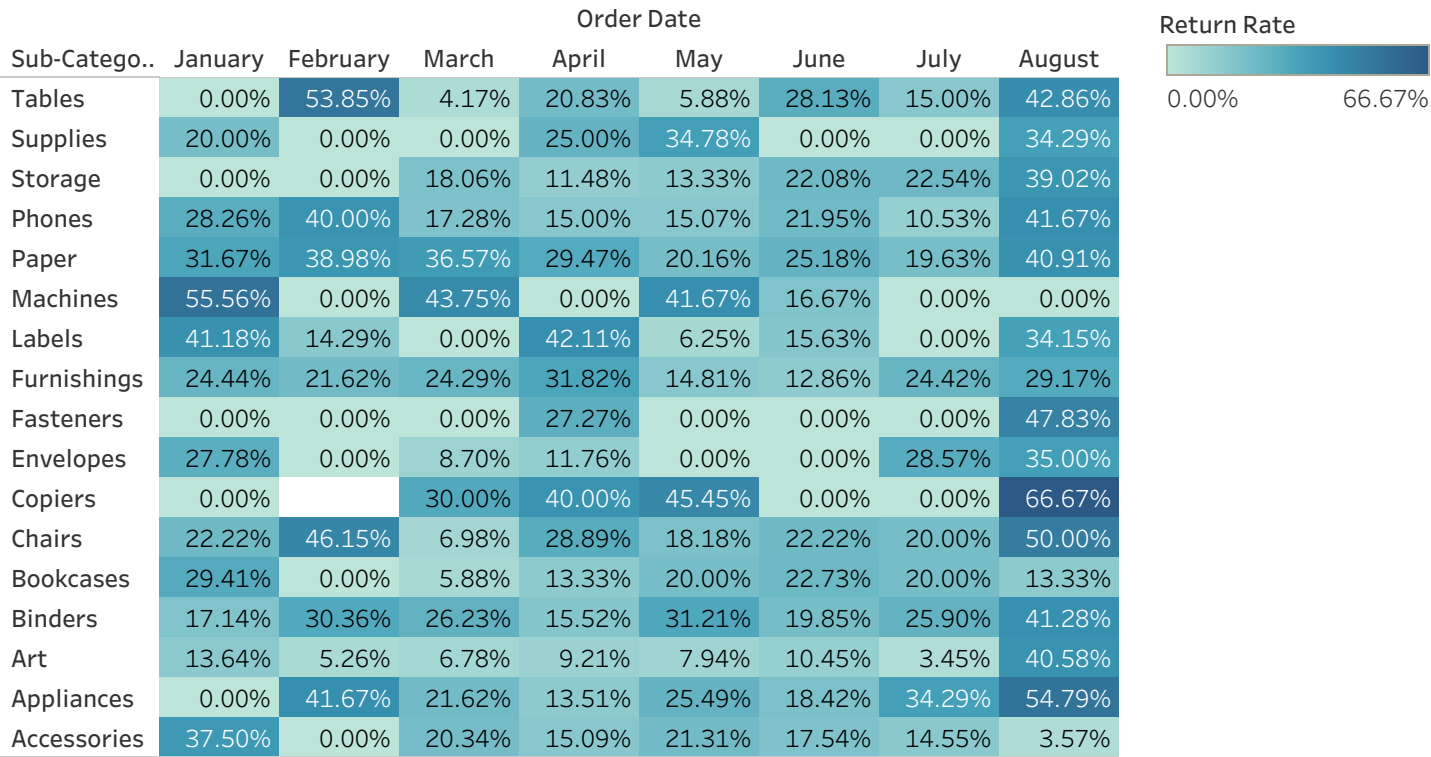 Order Date
Return Rate
0.00% 66.67%
Sub-Catego.. January February March April May June July August
Tables 0.00% 53.85% 4.17% 20.83% 5.88% 28.13% 15.00% 42.86%
Supplies 20.00% 0.00% 0.00% 25.00% 34.78% 0.00% 0.00% 34.29%
Storage 0.00% 0.00% 18.06% 11.48% 13.33% 22.08% 22.54% 39.02%
Phones 28.26% 40.00% 17.28% 15.00% 15.07% 21.95% 10.53% 41.67%
Paper 31.67% 38.98% 36.57% 29.47% 20.16% 25.18% 19.63% 40.91%
Machines 55.56% 0.00% 43.75% 0.00% 41.67% 16.67% 0.00% 0.00%
Labels 41.18% 14.29% 0.00% 42.11% 6.25% 15.63% 0.00% 34.15%
Furnishings 24.44% 21.62% 24.29% 31.82% 14.81% 12.86% 24.42% 29.17%
Fasteners 0.00% 0.00% 0.00% 27.27% 0.00% 0.00% 0.00% 47.83%
Envelopes 27.78% 0.00% 8.70% 11.76% 0.00% 0.00% 28.57% 35.00%
Copiers 0.00% 30.00% 40.00% 45.45% 0.00% 0.00% 66.67%
Chairs 22.22% 46.15% 6.98% 28.89% 18.18% 22.22% 20.00% 50.00%
Bookcases 29.41% 0.00% 5.88% 13.33% 20.00% 22.73% 20.00% 13.33%
Binders 17.14% 30.36% 26.23% 15.52% 31.21% 19.85% 25.90% 41.28%
Art 13.64% 5.26% 6.78% 9.21% 7.94% 10.45% 3.45% 40.58%
Appliances 0.00% 41.67% 21.62% 13.51% 25.49% 18.42% 34.29% 54.79%
Accessories 37.50% 0.00% 20.34% 15.09% 21.31% 17.54% 14.55% 3.57%